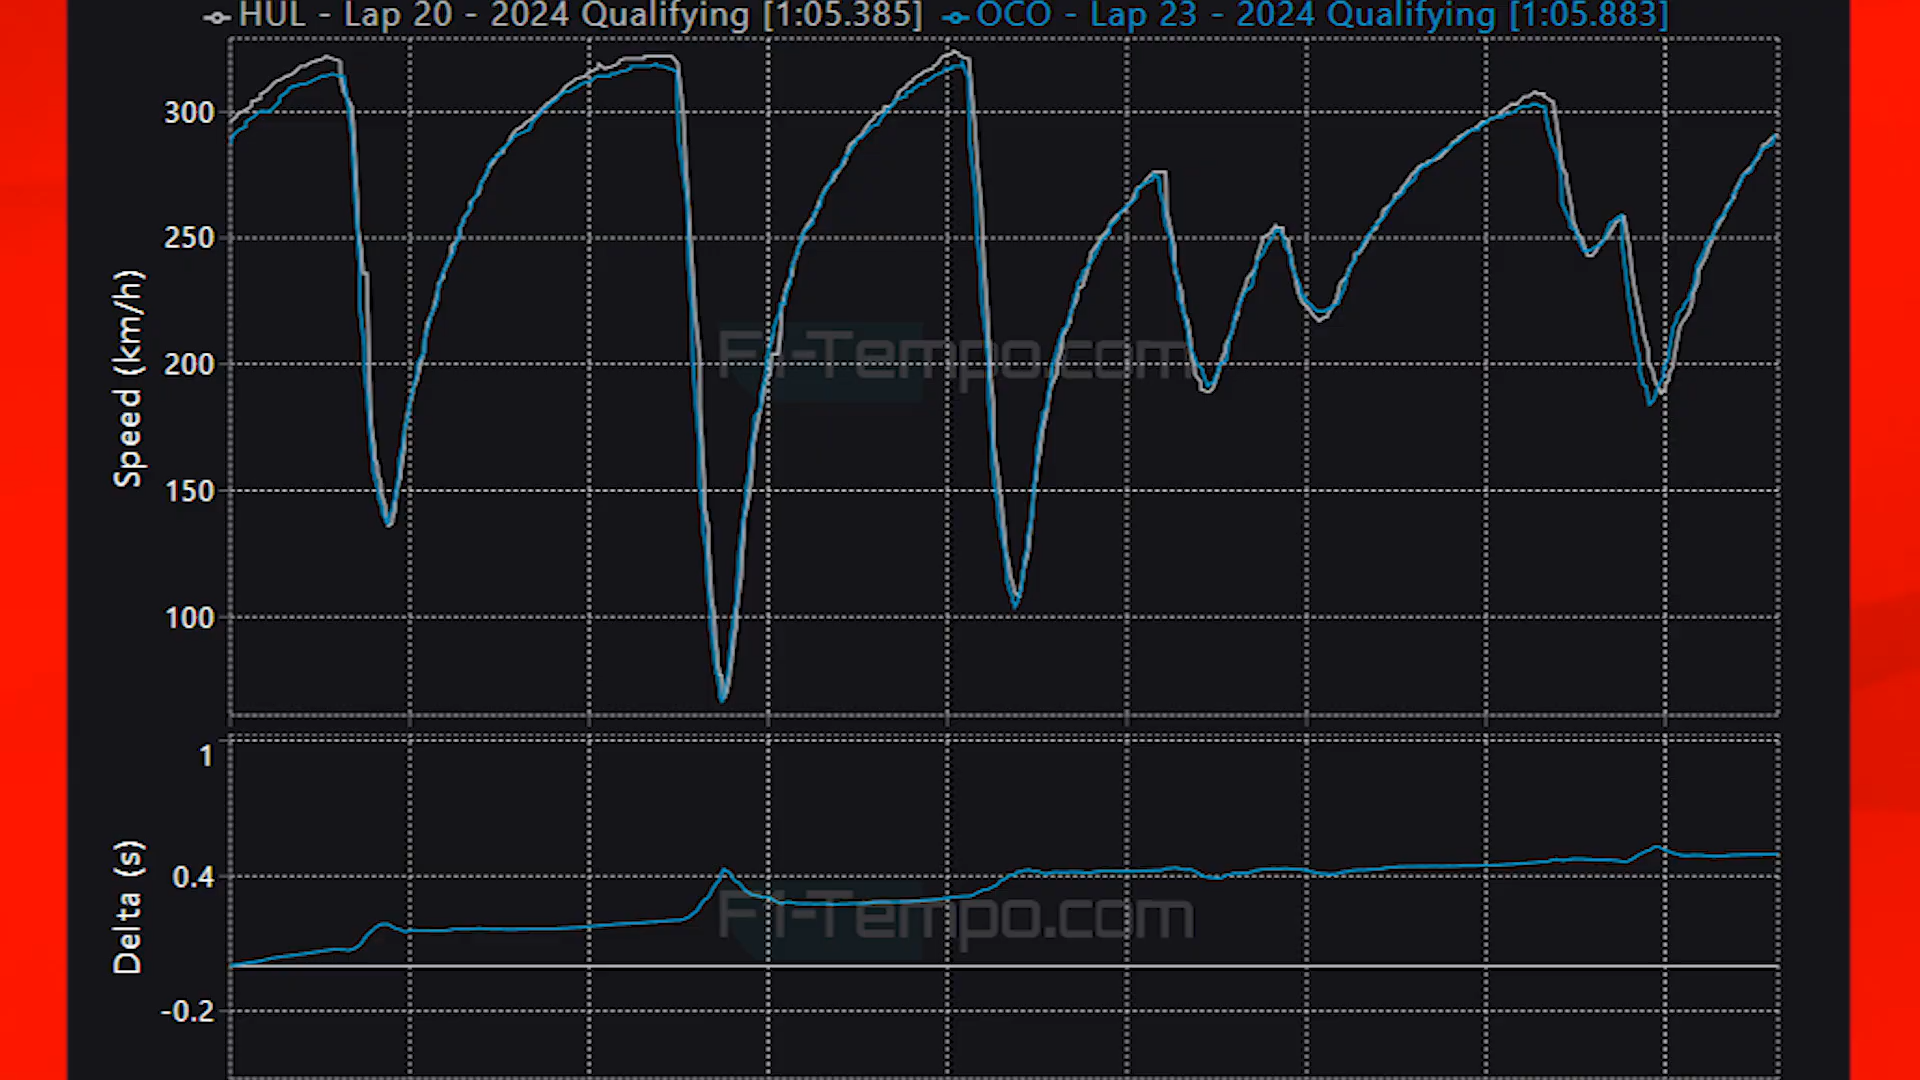 HUL - Lap 20 - 2024 Qualifying [1:05.385] OCO - Lap 23 - 2024 Qualifying [1:05.883]
300
250
200
150
100
Speed (km/h)
F1-Tempo.com
1
0.4
-0.2
Delta (s)
F1-Tempo.com